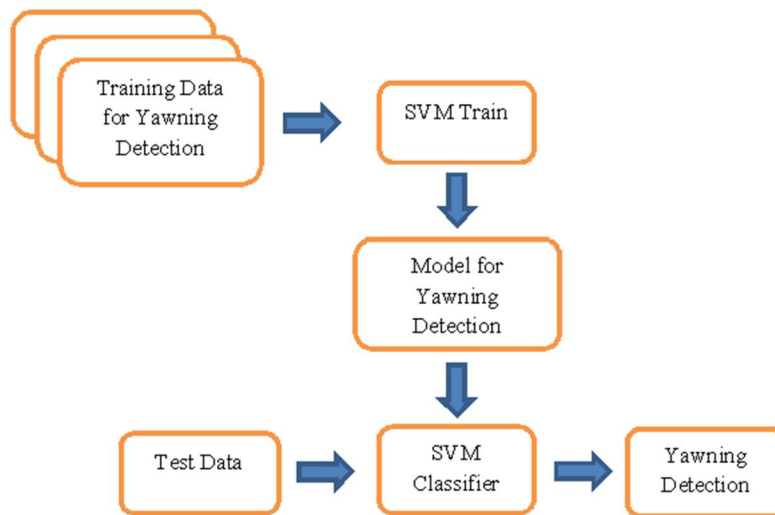 Training Data
for Yawning
Detection
SVM Train
Model for
Yawning
Detection
Test Data
SVM
Classifier
Yawning
Detection